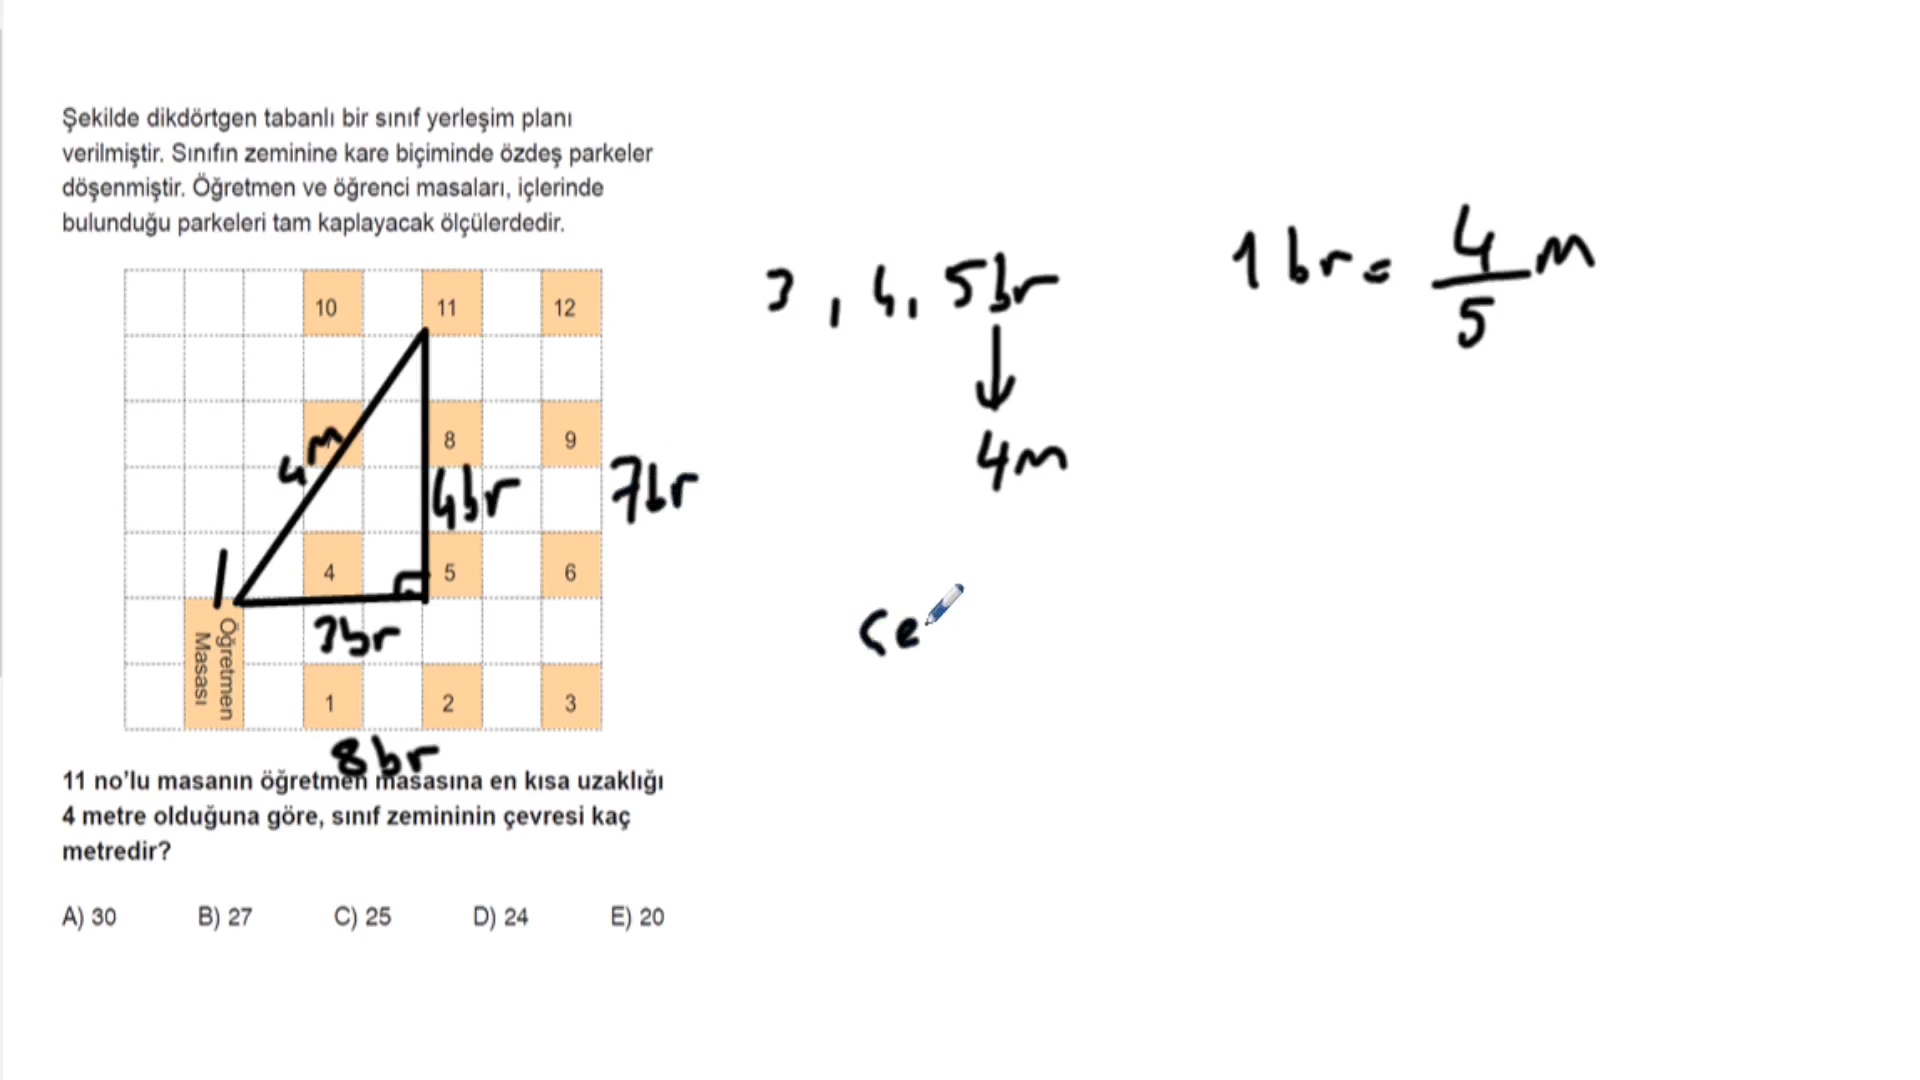 Şekilde dikdörtgen tabanlı bir sınıf yerleşim planı
verilmiştir. Sınıfın zeminine kare biçiminde özdeş parkeler
döşenmiştir. Öğretmen ve öğrenci masaları, içlerinde
bulunduğu parkeleri tam kaplayacak ölçülerdedir.
10 11 12
8 9
4m
4br
7br
4 5 6
3br
Öğretmen
Masası
1 2 3
8br
11 no'lu masanın öğretmen masasına en kısa uzaklığı
4 metre olduğuna göre, sınıf zemininin çevresi kaç
metredir?
A) 30 B) 27 C) 25 D) 24 E) 20
3, 4, 5br
4m
1br = 4/5 m
Çe